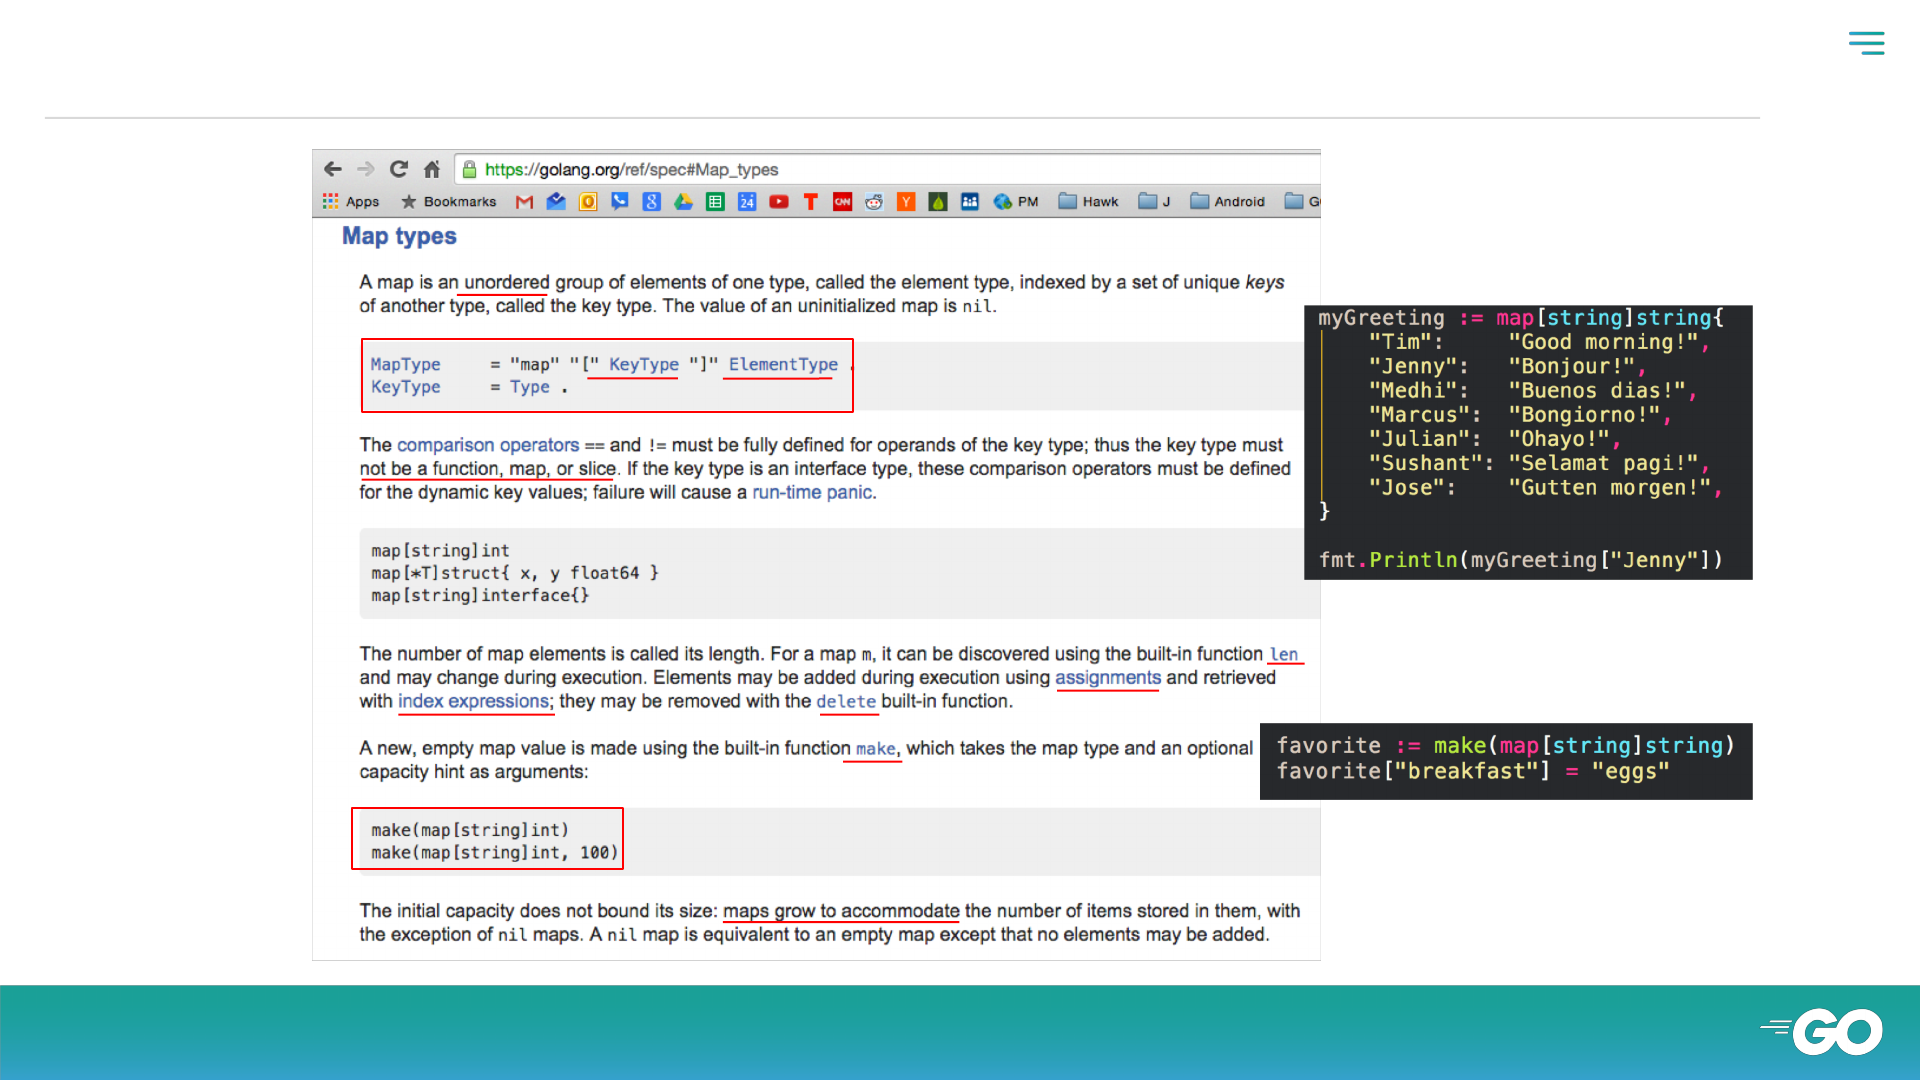 https://golang.org/ref/spec#Map_types
Apps Bookmarks 24 CNN PM Hawk J Android G
Map types
A map is an unordered group of elements of one type, called the element type, indexed by a set of unique keys
of another type, called the key type. The value of an uninitialized map is nil.
MapType = "map" "[" KeyType "]" ElementType .
KeyType = Type .
The comparison operators == and != must be fully defined for operands of the key type; thus the key type must
not be a function, map, or slice. If the key type is an interface type, these comparison operators must be defined
for the dynamic key values; failure will cause a run-time panic.
map[string]int
map[*T]struct{ x, y float64 }
map[string]interface{}
The number of map elements is called its length. For a map m, it can be discovered using the built-in function len
and may change during execution. Elements may be added during execution using assignments and retrieved
with index expressions; they may be removed with the delete built-in function.
A new, empty map value is made using the built-in function make, which takes the map type and an optional
capacity hint as arguments:
make(map[string]int)
make(map[string]int, 100)
The initial capacity does not bound its size: maps grow to accommodate the number of items stored in them, with
the exception of nil maps. A nil map is equivalent to an empty map except that no elements may be added.
myGreeting := map[string]string{
"Tim": "Good morning!",
"Jenny": "Bonjour!",
"Medhi": "Buenos dias!",
"Marcus": "Bongiorno!",
"Julian": "Ohayo!",
"Sushant": "Selamat pagi!",
"Jose": "Gutten morgen!",
}
fmt.Println(myGreeting["Jenny"])
favorite := make(map[string]string)
favorite["breakfast"] = "eggs"
GO